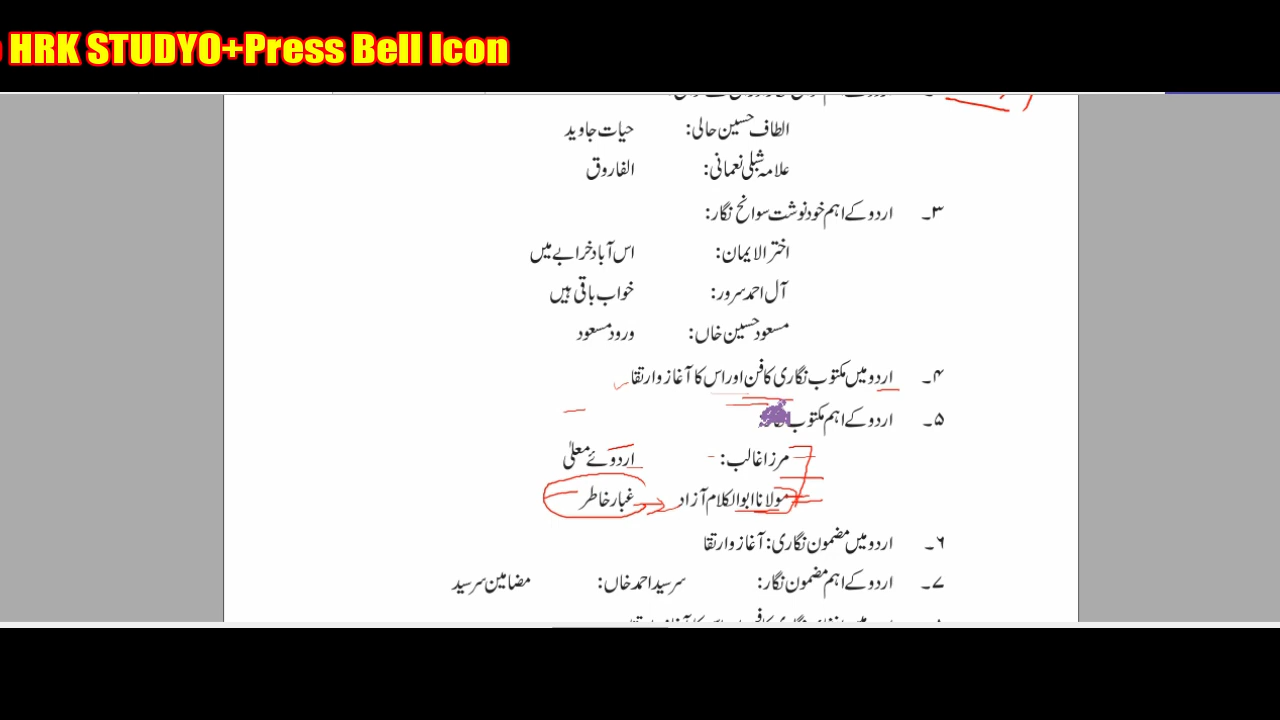 HRK STUDYO+Press Bell Icon
الطاف حسین حالی: حیات جاوید
علامہ شبلی نعمانی: الفاروق
۳۔ اردو کے اہم خودنوشت سوانح نگار:
اختر الایمان: اس آباد خرابے میں
آل احمد سرور: خواب باقی ہیں
مسعود حسین خاں: ورود مسعود
۴۔ اردو میں مکتوب نگاری کا فن اور اس کا آغاز وارتقا
۵۔ اردو کے اہم مکتوب
مرزا غالب: اردوئے معلیٰ
مولانا ابوالکلام آزاد غبار خاطر
۶۔ اردو میں مضمون نگاری: آغاز وارتقا
۷۔ اردو کے اہم مضمون نگار: سرسید احمد خاں: مضامین سرسید